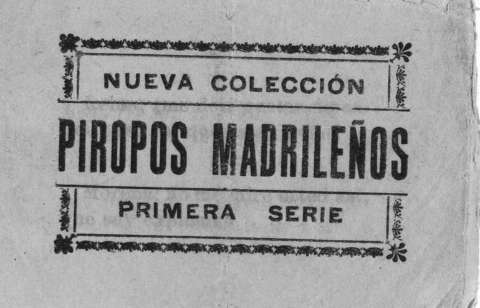 NUEVA COLECCIÓN
PIROPOS MADRILEÑOS
PRIMERA SERIE